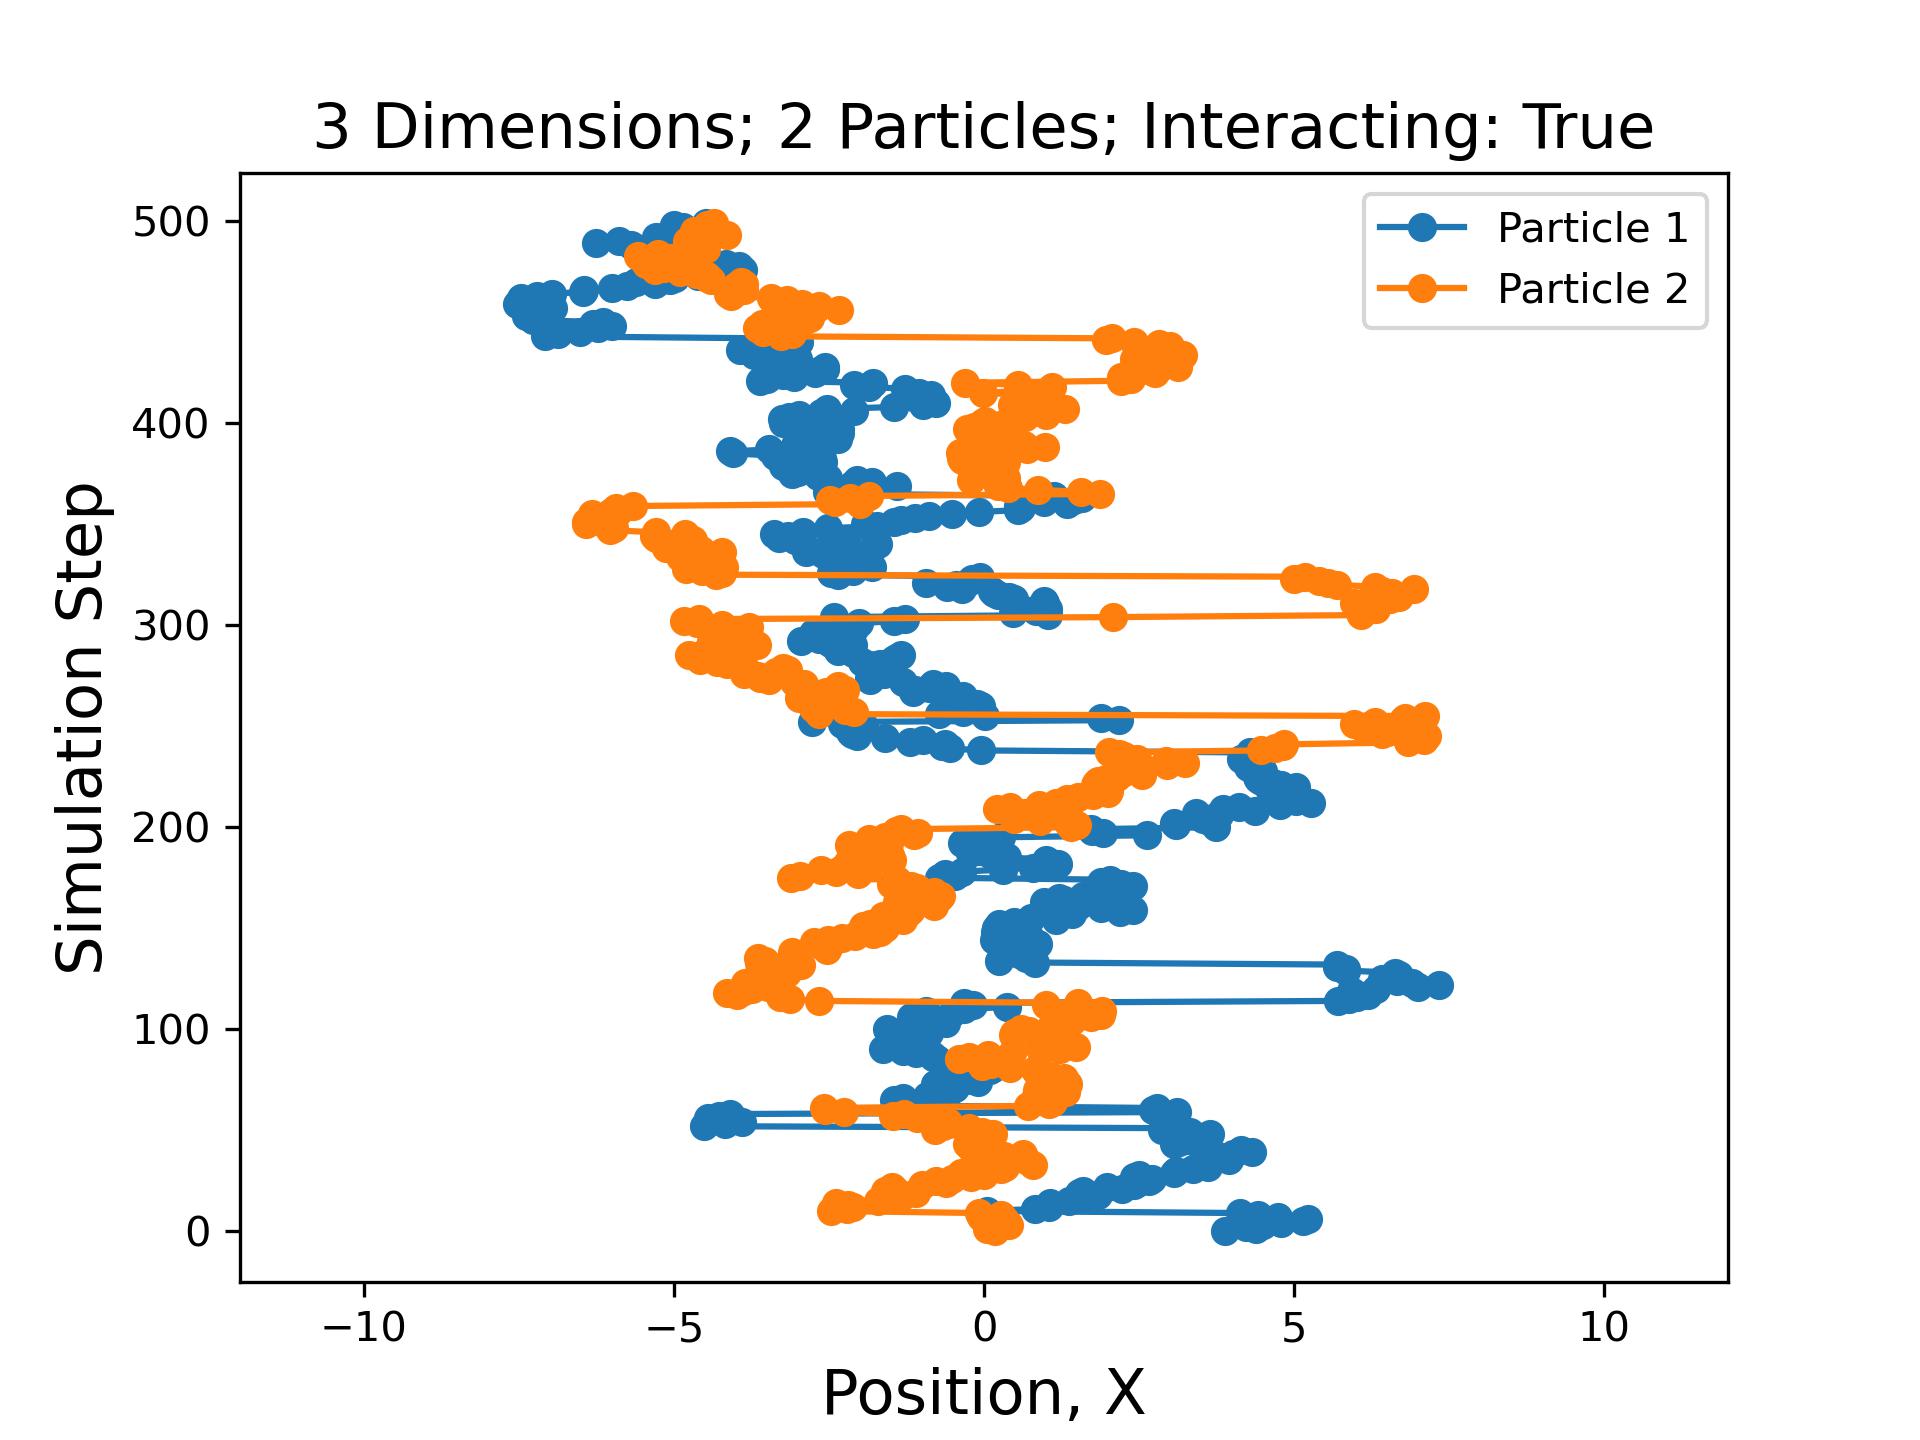 3 Dimensions; 2 Particles; Interacting: True
Particle 1
Particle 2
Simulation Step
500
400
300
200
100
0
−10
−5
0
5
10
Position, X